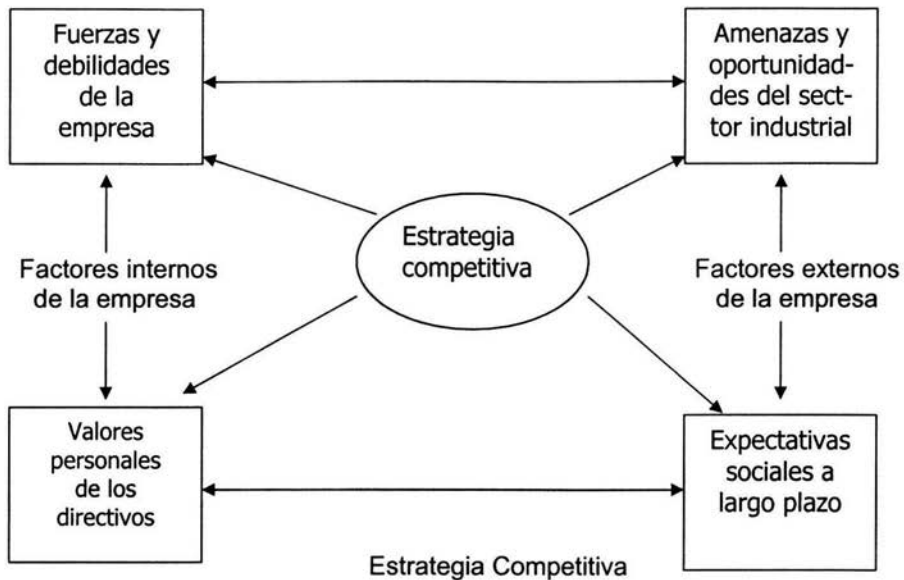 Fuerzas y
debilidades
de la
empresa
Amenazas y
oportunidad-
des del sect-
tor industrial
Estrategia
competitiva
Factores internos
de la empresa
Factores externos
de la empresa
Valores
personales
de los
directivos
Expectativas
sociales a
largo plazo
Estrategia Competitiva